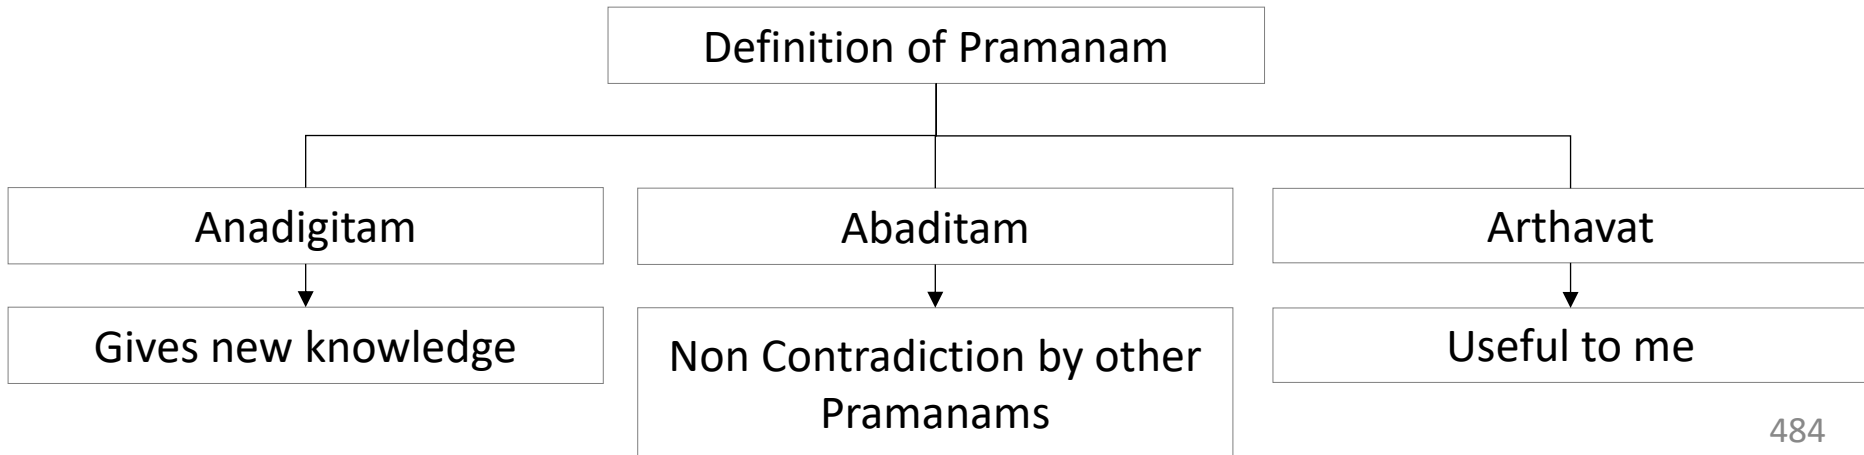 Definition of Pramanam
Anadigitam
Abaditam
Arthavat
Gives new knowledge
Non Contradiction by other
Pramanams
Useful to me
484